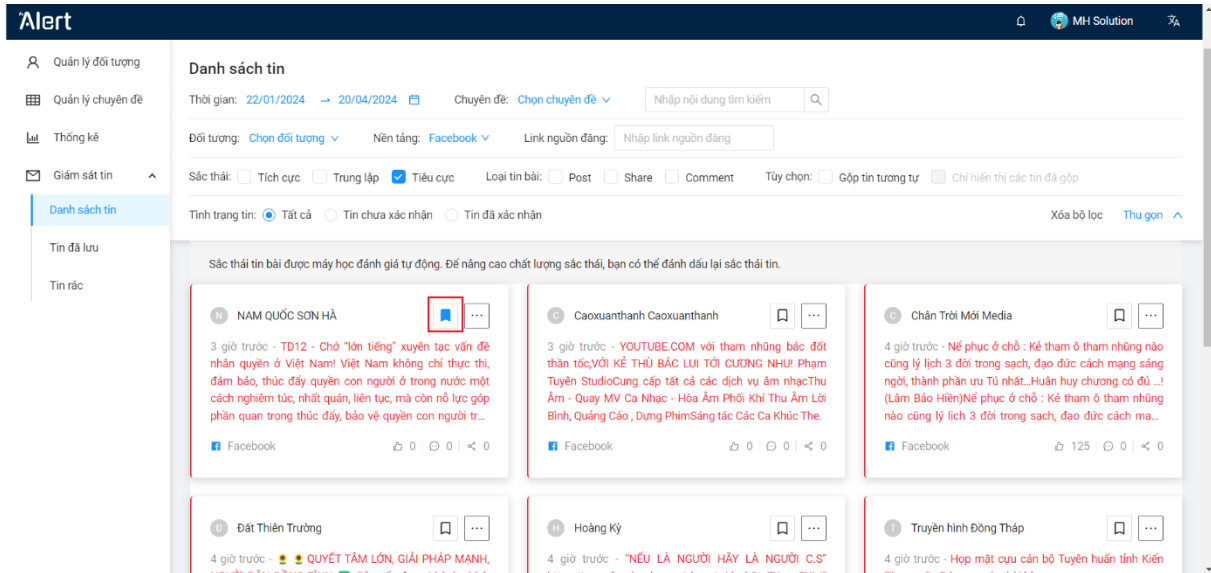 Alert
MH Solution
Quản lý đối tượng
Quản lý chuyên đề
Thống kê
Giám sát tin
Danh sách tin
Tin đã lưu
Tin rác
Danh sách tin
Thời gian: 22/01/2024 → 20/04/2024 Chuyên đề: Chọn chuyên đề Nhập nội dung tìm kiếm
Đối tượng: Chọn đối tượng Nền tảng: Facebook Link nguồn đăng: Nhập link nguồn đăng
Sắc thái: Tích cực Trung lập Tiêu cực Loại tin bài: Post Share Comment Tùy chọn: Gộp tin tương tự Chỉ hiển thị các tin đã gộp
Tình trạng tin: Tất cả Tin chưa xác nhận Tin đã xác nhận Xóa bộ lọc Thu gọn
Sắc thái tin bài được máy học đánh giá tự động. Để nâng cao chất lượng sắc thái, bạn có thể đánh dấu lại sắc thái tin.
N NAM QUỐC SƠN HÀ
3 giờ trước - TD12 - Chớ "lớn tiếng" xuyên tạc vấn đề
nhân quyền ở Việt Nam! Việt Nam không chỉ thực thi,
đảm bảo, thúc đẩy quyền con người ở trong nước một
cách nghiêm túc, nhất quán, liên tục, mà còn nỗ lực góp
phần quan trọng thúc đẩy, bảo vệ quyền con người tr...
Facebook 0 0 0
C Caoxuanthanh Caoxuanthanh
3 giờ trước - YOUTUBE.COM với tham nhũng bác đốt
thần tốc,VỚI KẺ THÙ BÁC LUI TỚI CƯƠNG NHU! Phạm
Tuyên StudioCung cấp tất cả các dịch vụ âm nhạcThu
Âm - Quay MV Ca Nhạc - Hòa Âm Phối Khí Thu Âm Lời
Bình, Quảng Cáo , Dựng PhimSáng tác Các Ca Khúc The.
Facebook 0 0 0
C Chân Trời Mới Media
4 giờ trước - Nể phục ở chỗ : Kẻ tham ô tham nhũng nào
cũng lý lịch 3 đời trong sạch, đạo đức cách mạng sáng
ngời, thành phần ưu Tú nhất...Huân huy chương có đủ ...!
(Lâm Bảo Hiền)Nể phục ở chỗ : Kẻ tham ô tham nhũng
nào cũng lý lịch 3 đời trong sạch, đạo đức cách mạ...
Facebook 125 0 0
Đ Đất Thiên Trường
4 giờ trước - QUYẾT TÂM LỚN, GIẢI PHÁP MẠNH,
H Hoàng Kỳ
4 giờ trước - "NẾU LÀ NGƯỜI HÃY LÀ NGƯỜI C.S"
T Truyền hình Đồng Tháp
4 giờ trước - Họp mặt cựu cán bộ Tuyên huấn tỉnh Kiến